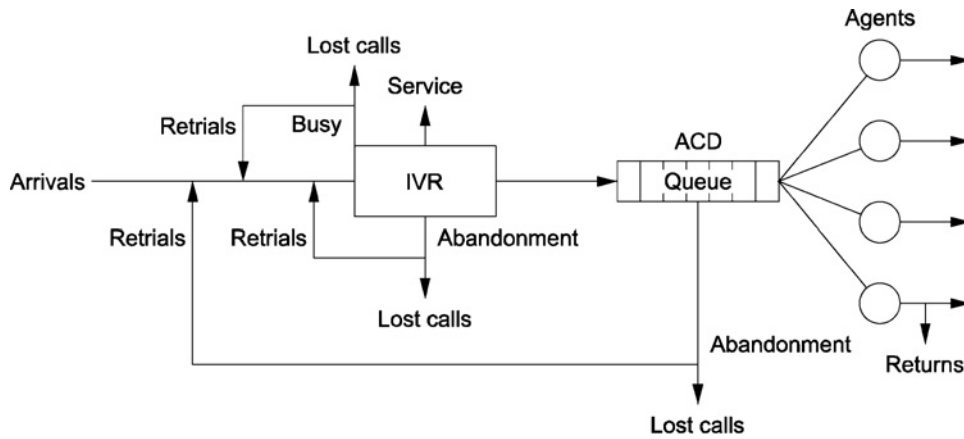 Agents
Lost calls
Service
Retrials
Busy
ACD
Arrivals
IVR
Queue
Retrials
Retrials
Abandonment
Lost calls
Abandonment
Returns
Lost calls